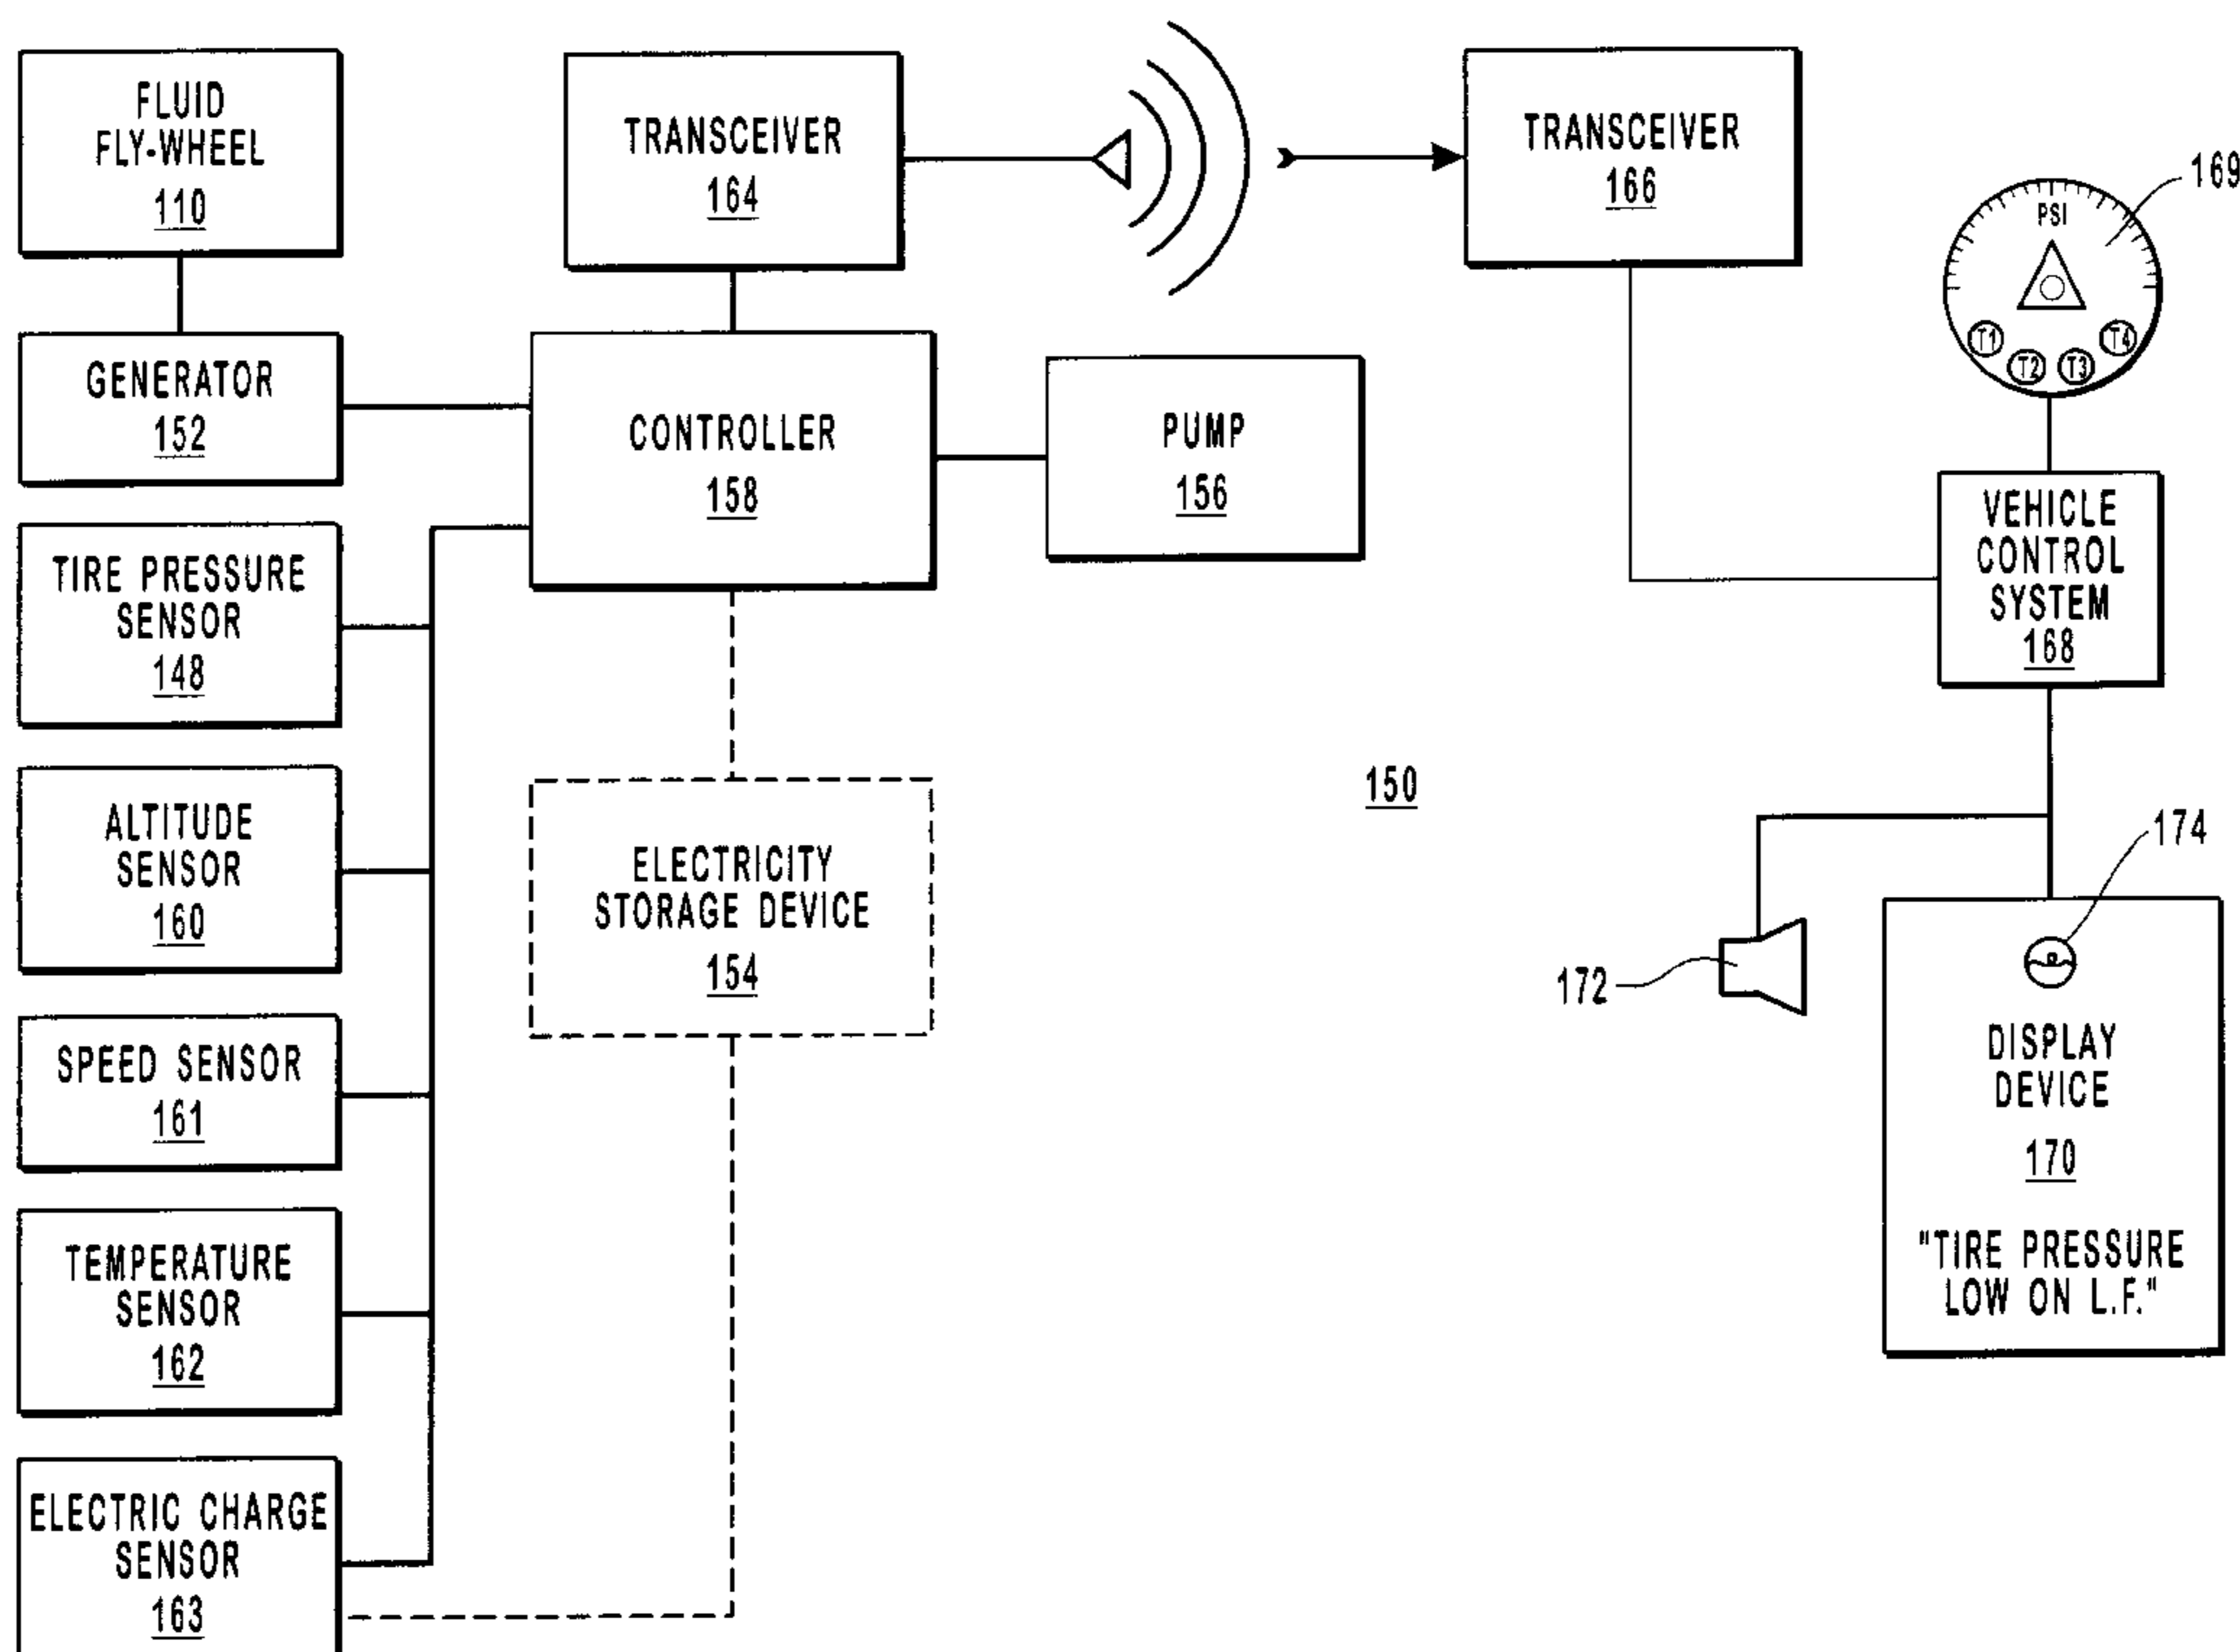 FLUID
FLY-WHEEL
110
TRANSCEIVER
164
TRANSCEIVER
166
169
PSI
T1
T2
T3
T4
GENERATOR
152
CONTROLLER
158
PUMP
156
VEHICLE
CONTROL
SYSTEM
168
TIRE PRESSURE
SENSOR
148
ALTITUDE
SENSOR
160
ELECTRICITY
STORAGE DEVICE
154
150
174
172
DISPLAY
DEVICE
170
"TIRE PRESSURE
LOW ON L.F."
SPEED SENSOR
161
TEMPERATURE
SENSOR
162
ELECTRIC CHARGE
SENSOR
163